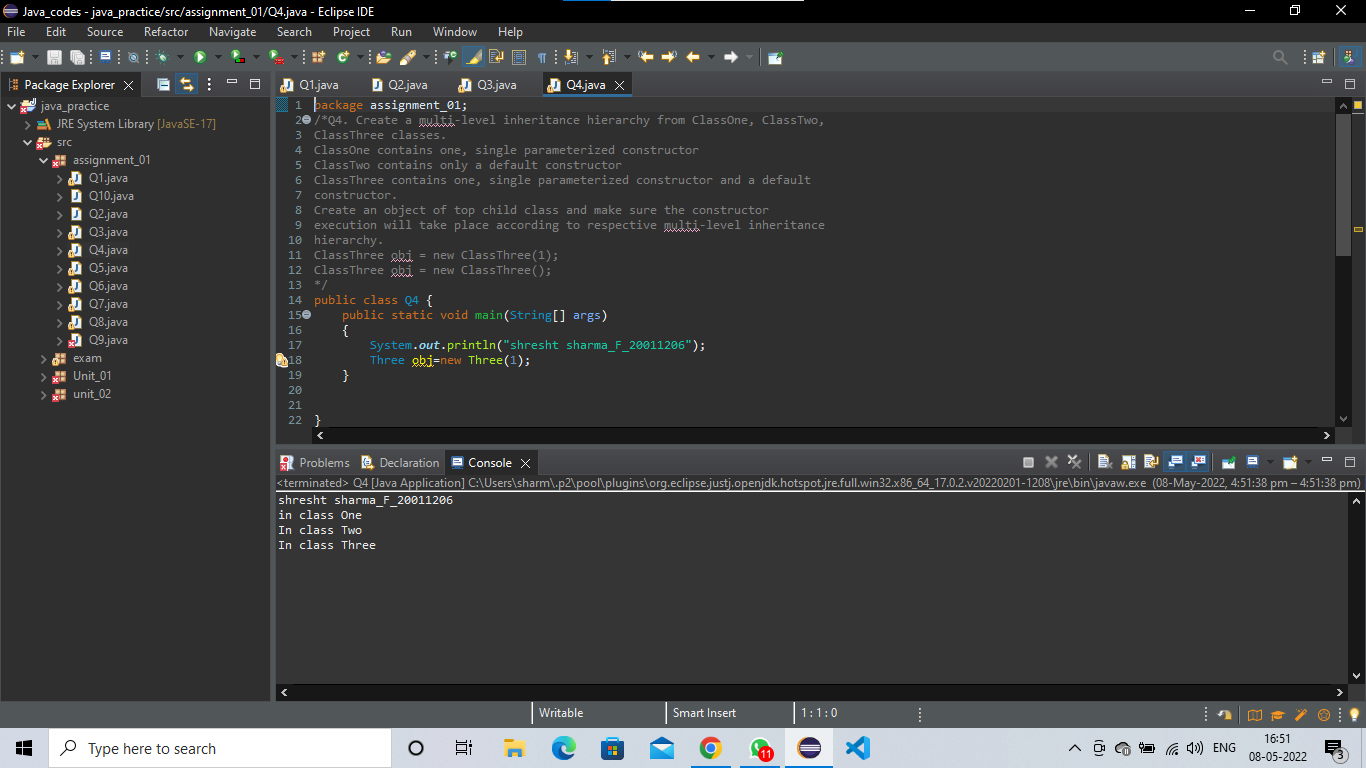 Java_codes - java_practice/src/assignment_01/Q4.java - Eclipse IDE
File Edit Source Refactor Navigate Search Project Run Window Help
Package Explorer
java_practice
JRE System Library [JavaSE-17]
src
assignment_01
Q1.java
Q10.java
Q2.java
Q3.java
Q4.java
Q5.java
Q6.java
Q7.java
Q8.java
Q9.java
exam
Unit_01
unit_02
Q1.java Q2.java Q3.java Q4.java
1 package assignment_01;
2 /*Q4. Create a multi-level inheritance hierarchy from ClassOne, ClassTwo,
3 ClassThree classes.
4 ClassOne contains one, single parameterized constructor
5 ClassTwo contains only a default constructor
6 ClassThree contains one, single parameterized constructor and a default
7 constructor.
8 Create an object of top child class and make sure the constructor
9 execution will take place according to respective multi-level inheritance
10 hierarchy.
11 ClassThree obj = new ClassThree(1);
12 ClassThree obj = new ClassThree();
13 */
14 public class Q4 {
15 public static void main(String[] args)
16 {
17 System.out.println("shresht sharma_F_20011206");
18 Three obj=new Three(1);
19 }
20
21
22 }
Problems Declaration Console
<terminated> Q4 [Java Application] C:\Users\sharm\.p2\pool\plugins\org.eclipse.justj.openjdk.hotspot.jre.full.win32.x86_64_17.0.2.v20220201-1208\jre\bin\javaw.exe (08-May-2022, 4:51:38 pm – 4:51:38 pm)
shresht sharma_F_20011206
in class One
In class Two
In class Three
Writable Smart Insert 1 : 1 : 0
Type here to search
11
ENG
16:51
08-05-2022
3